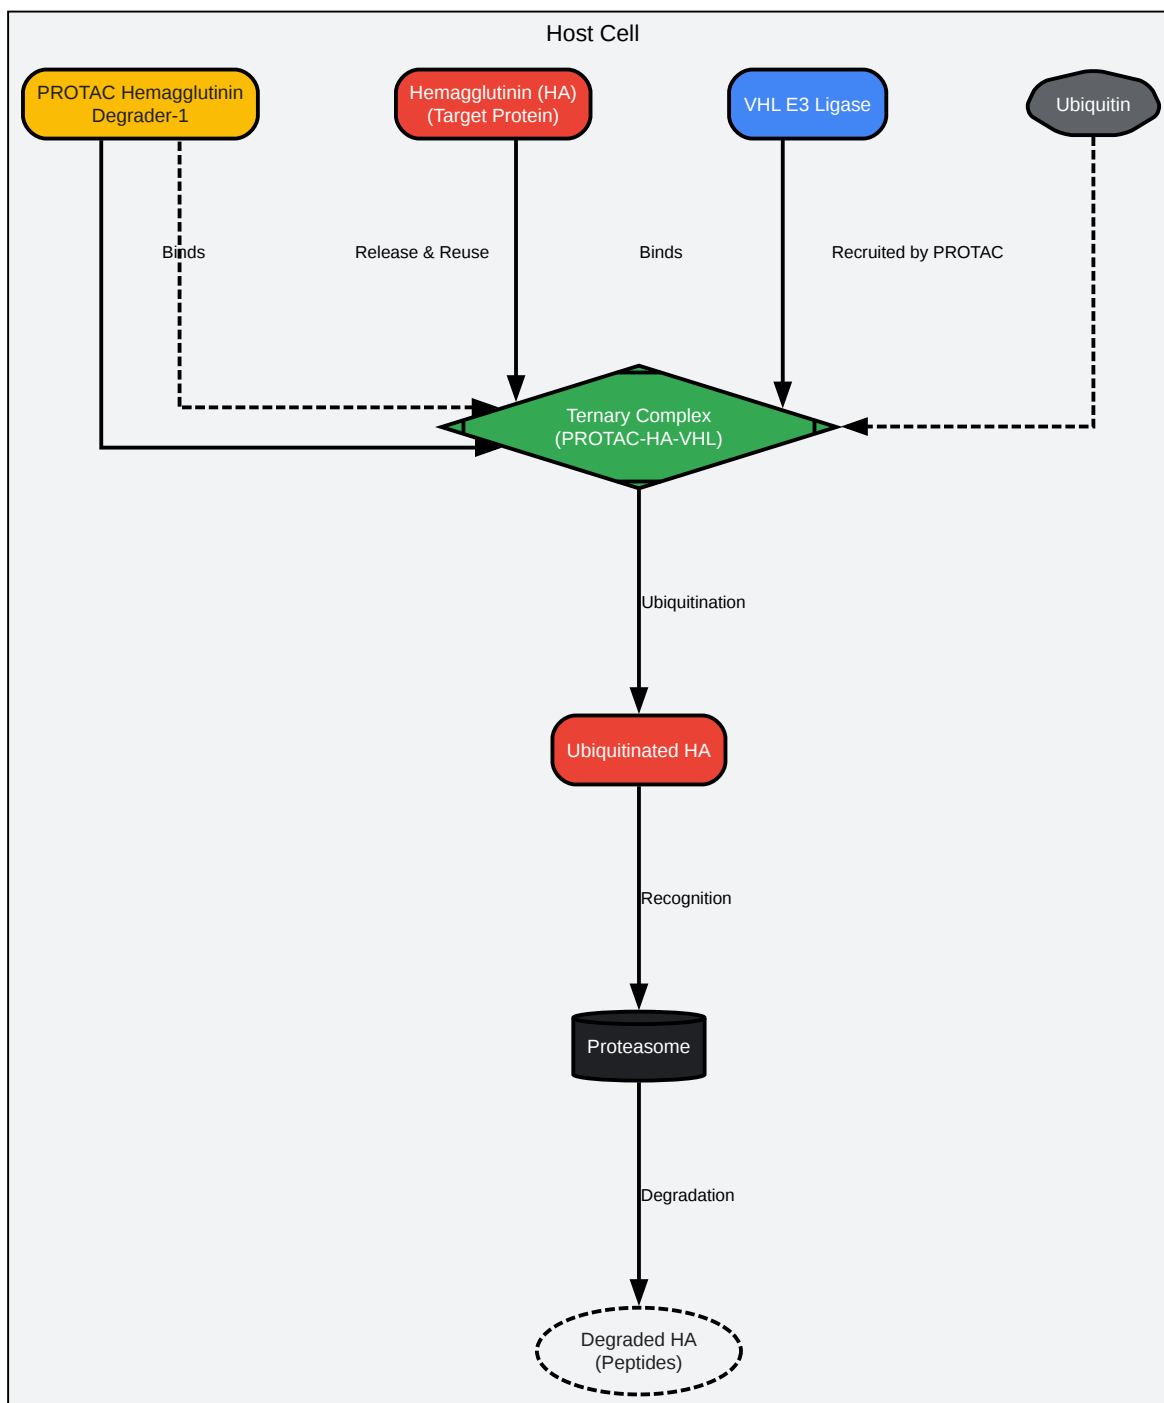 Host Cell
PROTAC Hemagglutinin
Degrader-1
Hemagglutinin (HA)
(Target Protein)
VHL E3 Ligase
Ubiquitin
Binds
Release & Reuse
Binds
Recruited by PROTAC
Ternary Complex
(PROTAC-HA-VHL)
Ubiquitination
Ubiquitinated HA
Recognition
Proteasome
Degradation
Degraded HA
(Peptides)